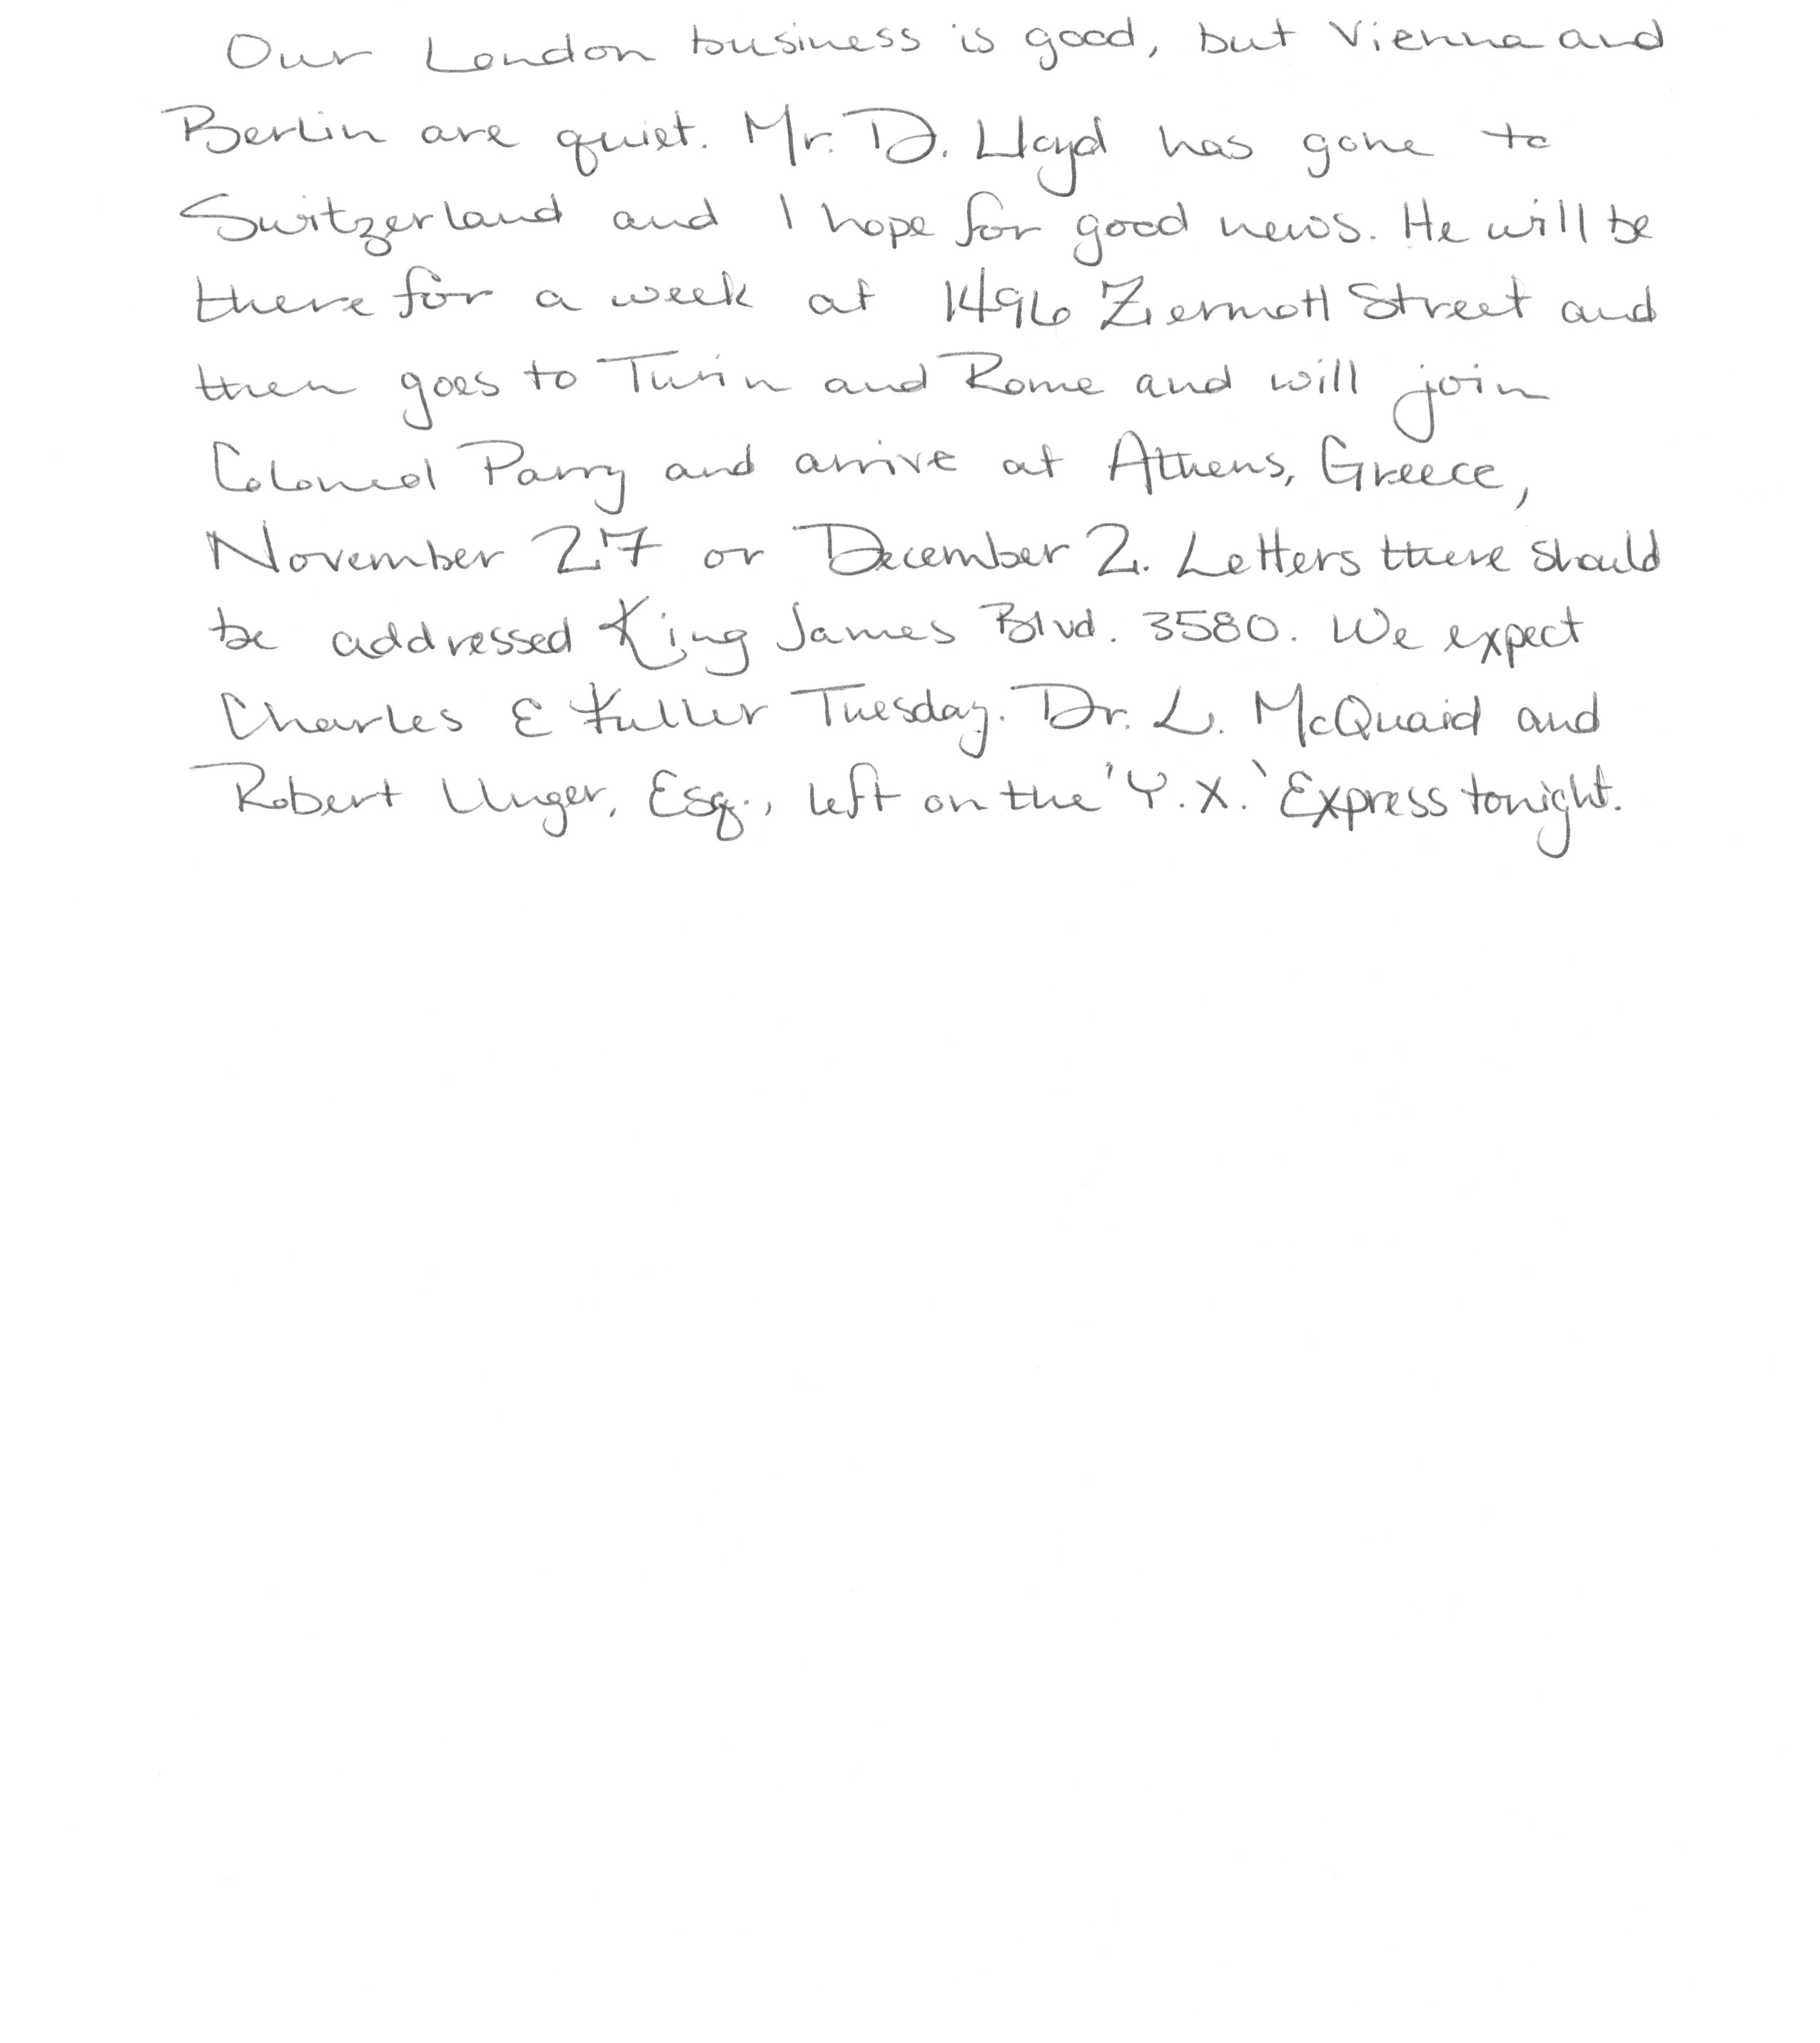 Our London business is good, but Vienna and
Berlin are quiet. Mr. D. Lloyd has gone to
Switzerland and I hope for good news. He will be
there for a week at 1496 Zermott Street and
then goes to Turin and Rome and will join
Colonel Parry and arrive at Athens, Greece,
November 27 or December 2. Letters there should
be addressed King James Blvd. 3580. We expect
Charles E Fuller Tuesday. Dr. L. McQuaid and
Robert Unger, Esq., left on the 'Y.X.' Express tonight.